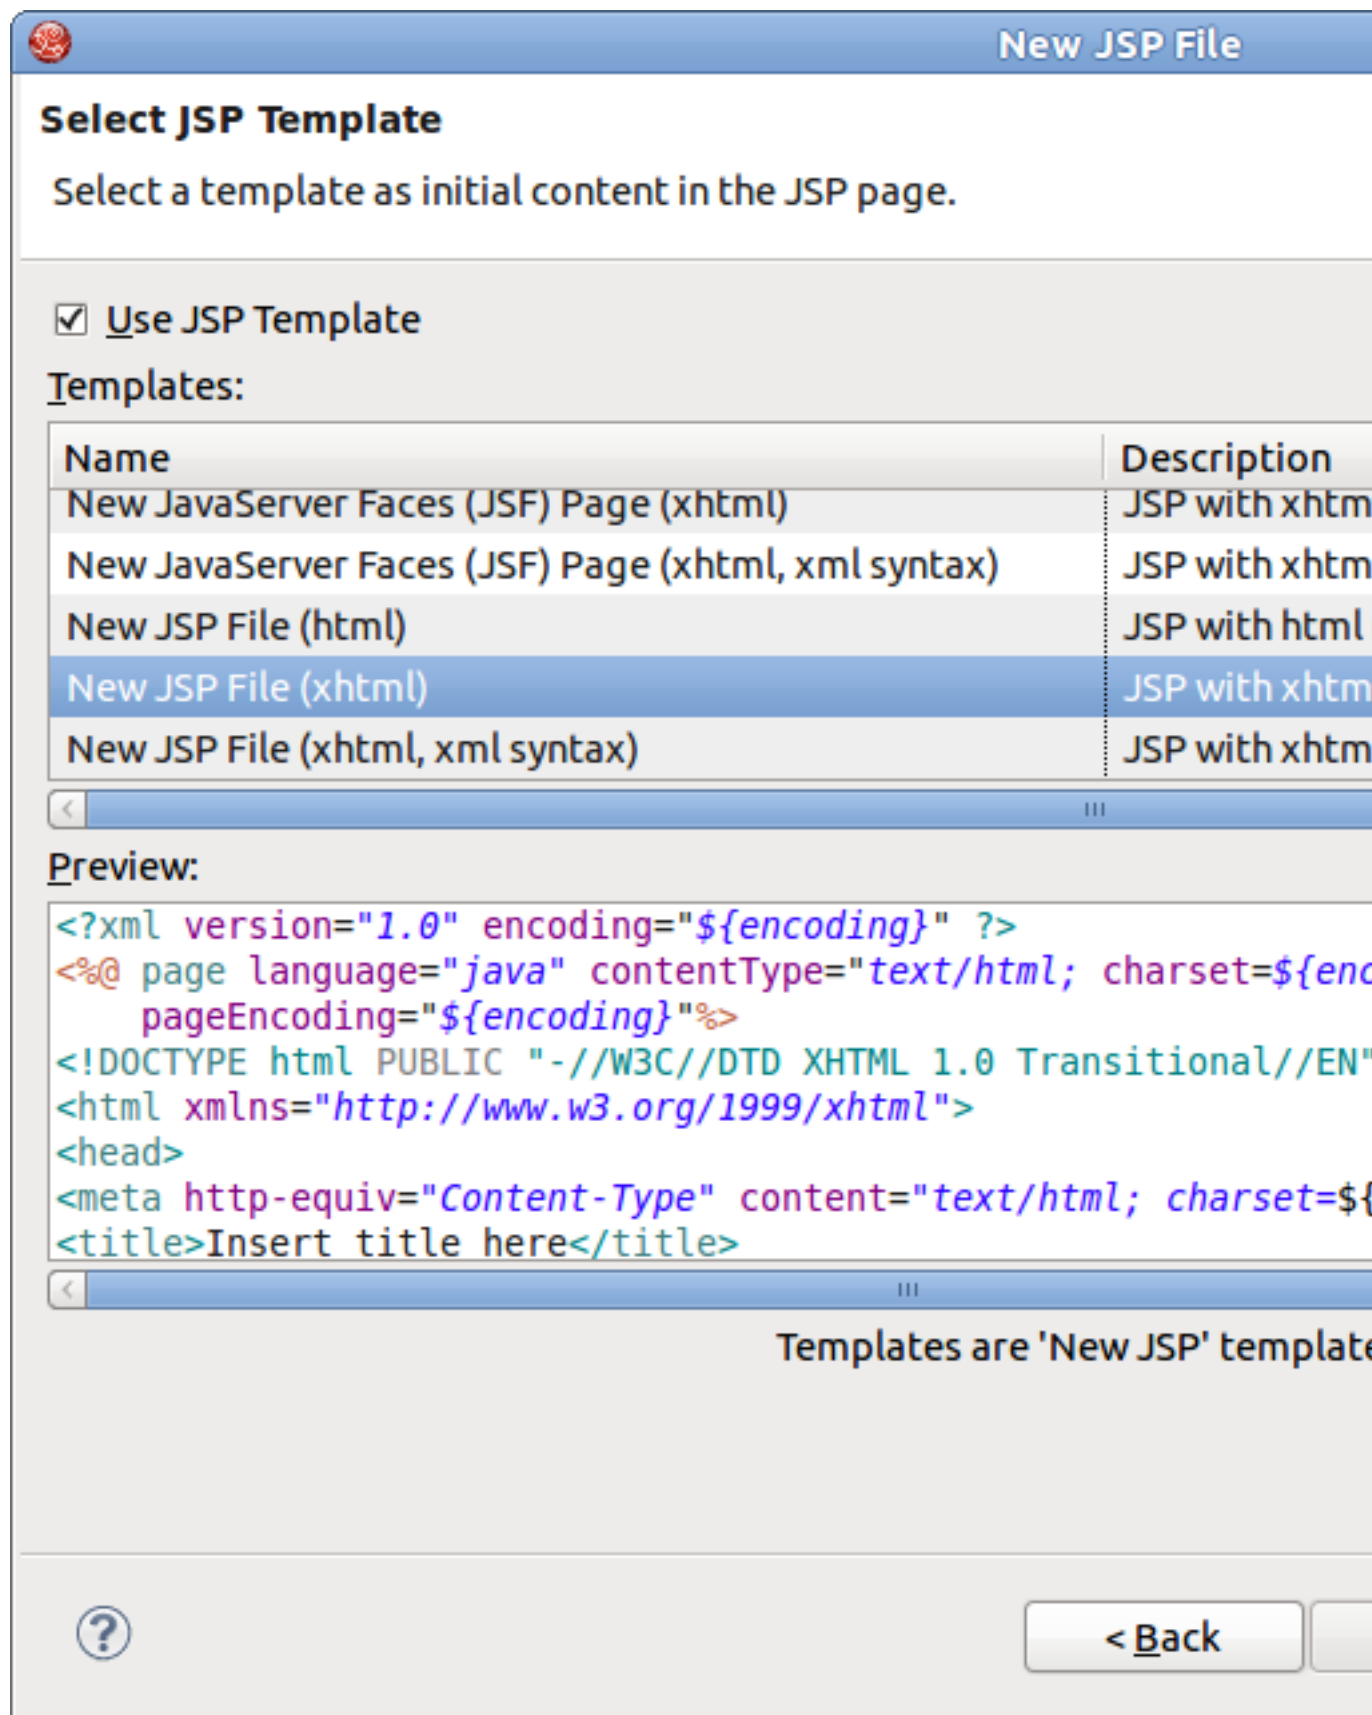 New JSP File
Select JSP Template
Select a template as initial content in the JSP page.
Use JSP Template
Templates:
Name Description
New JavaServer Faces (JSF) Page (xhtml) JSP with xhtm
New JavaServer Faces (JSF) Page (xhtml, xml syntax) JSP with xhtm
New JSP File (html) JSP with html
New JSP File (xhtml) JSP with xhtm
New JSP File (xhtml, xml syntax) JSP with xhtm
Preview:
<?xml version="1.0" encoding="${encoding}" ?>
<%@ page language="java" contentType="text/html; charset=${enc
    pageEncoding="${encoding}"%>
<!DOCTYPE html PUBLIC "-//W3C//DTD XHTML 1.0 Transitional//EN"
<html xmlns="http://www.w3.org/1999/xhtml">
<head>
<meta http-equiv="Content-Type" content="text/html; charset=${
<title>Insert title here</title>
Templates are 'New JSP' template
?
< Back